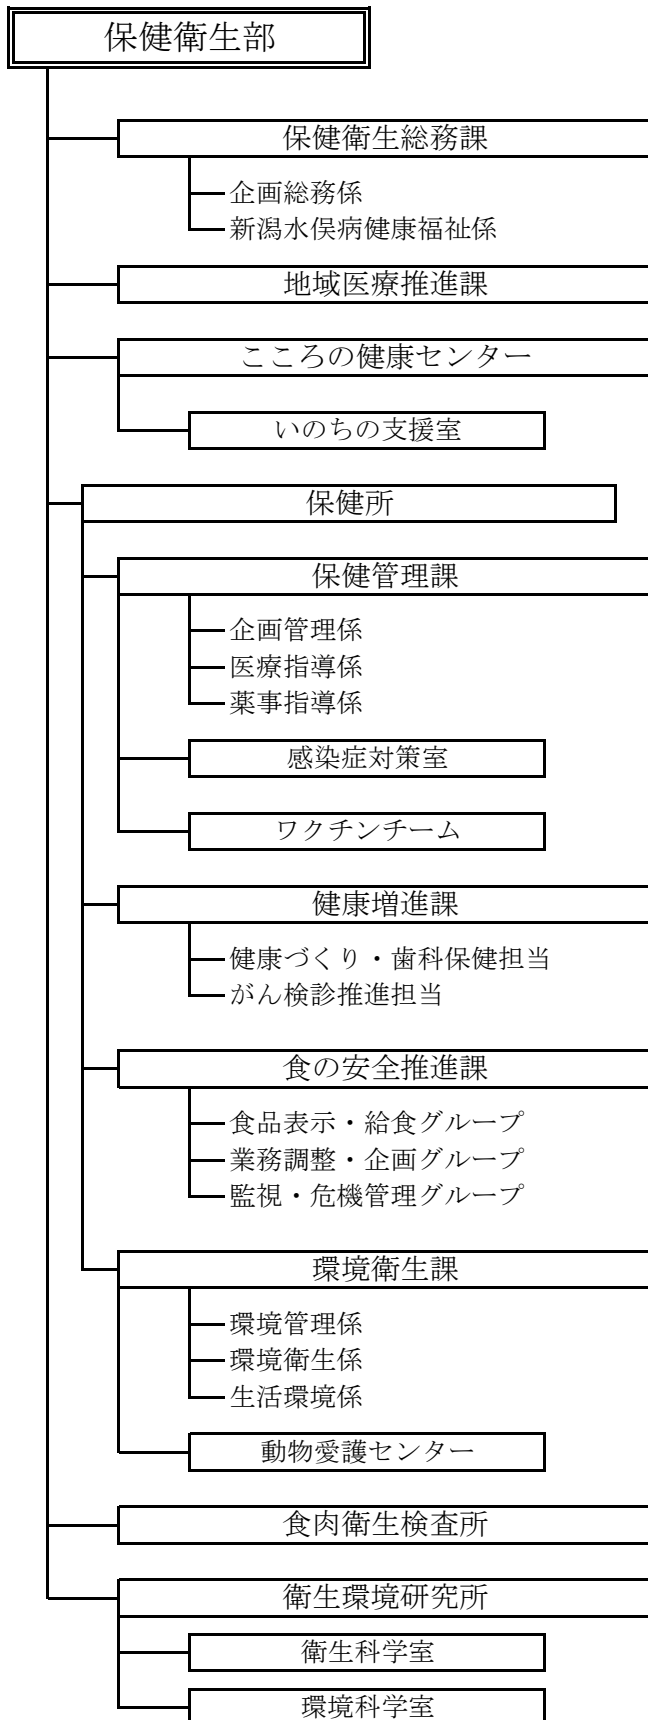 保健衛生部
保健衛生総務課
企画総務係
新潟水俣病健康福祉係
地域医療推進課
こころの健康センター
いのちの支援室
保健所
保健管理課
企画管理係
医療指導係
薬事指導係
感染症対策室
ワクチンチーム
健康増進課
健康づくり・歯科保健担当
がん検診推進担当
食の安全推進課
食品表示・給食グループ
業務調整・企画グループ
監視・危機管理グループ
環境衛生課
環境管理係
環境衛生係
生活環境係
動物愛護センター
食肉衛生検査所
衛生環境研究所
衛生科学室
環境科学室